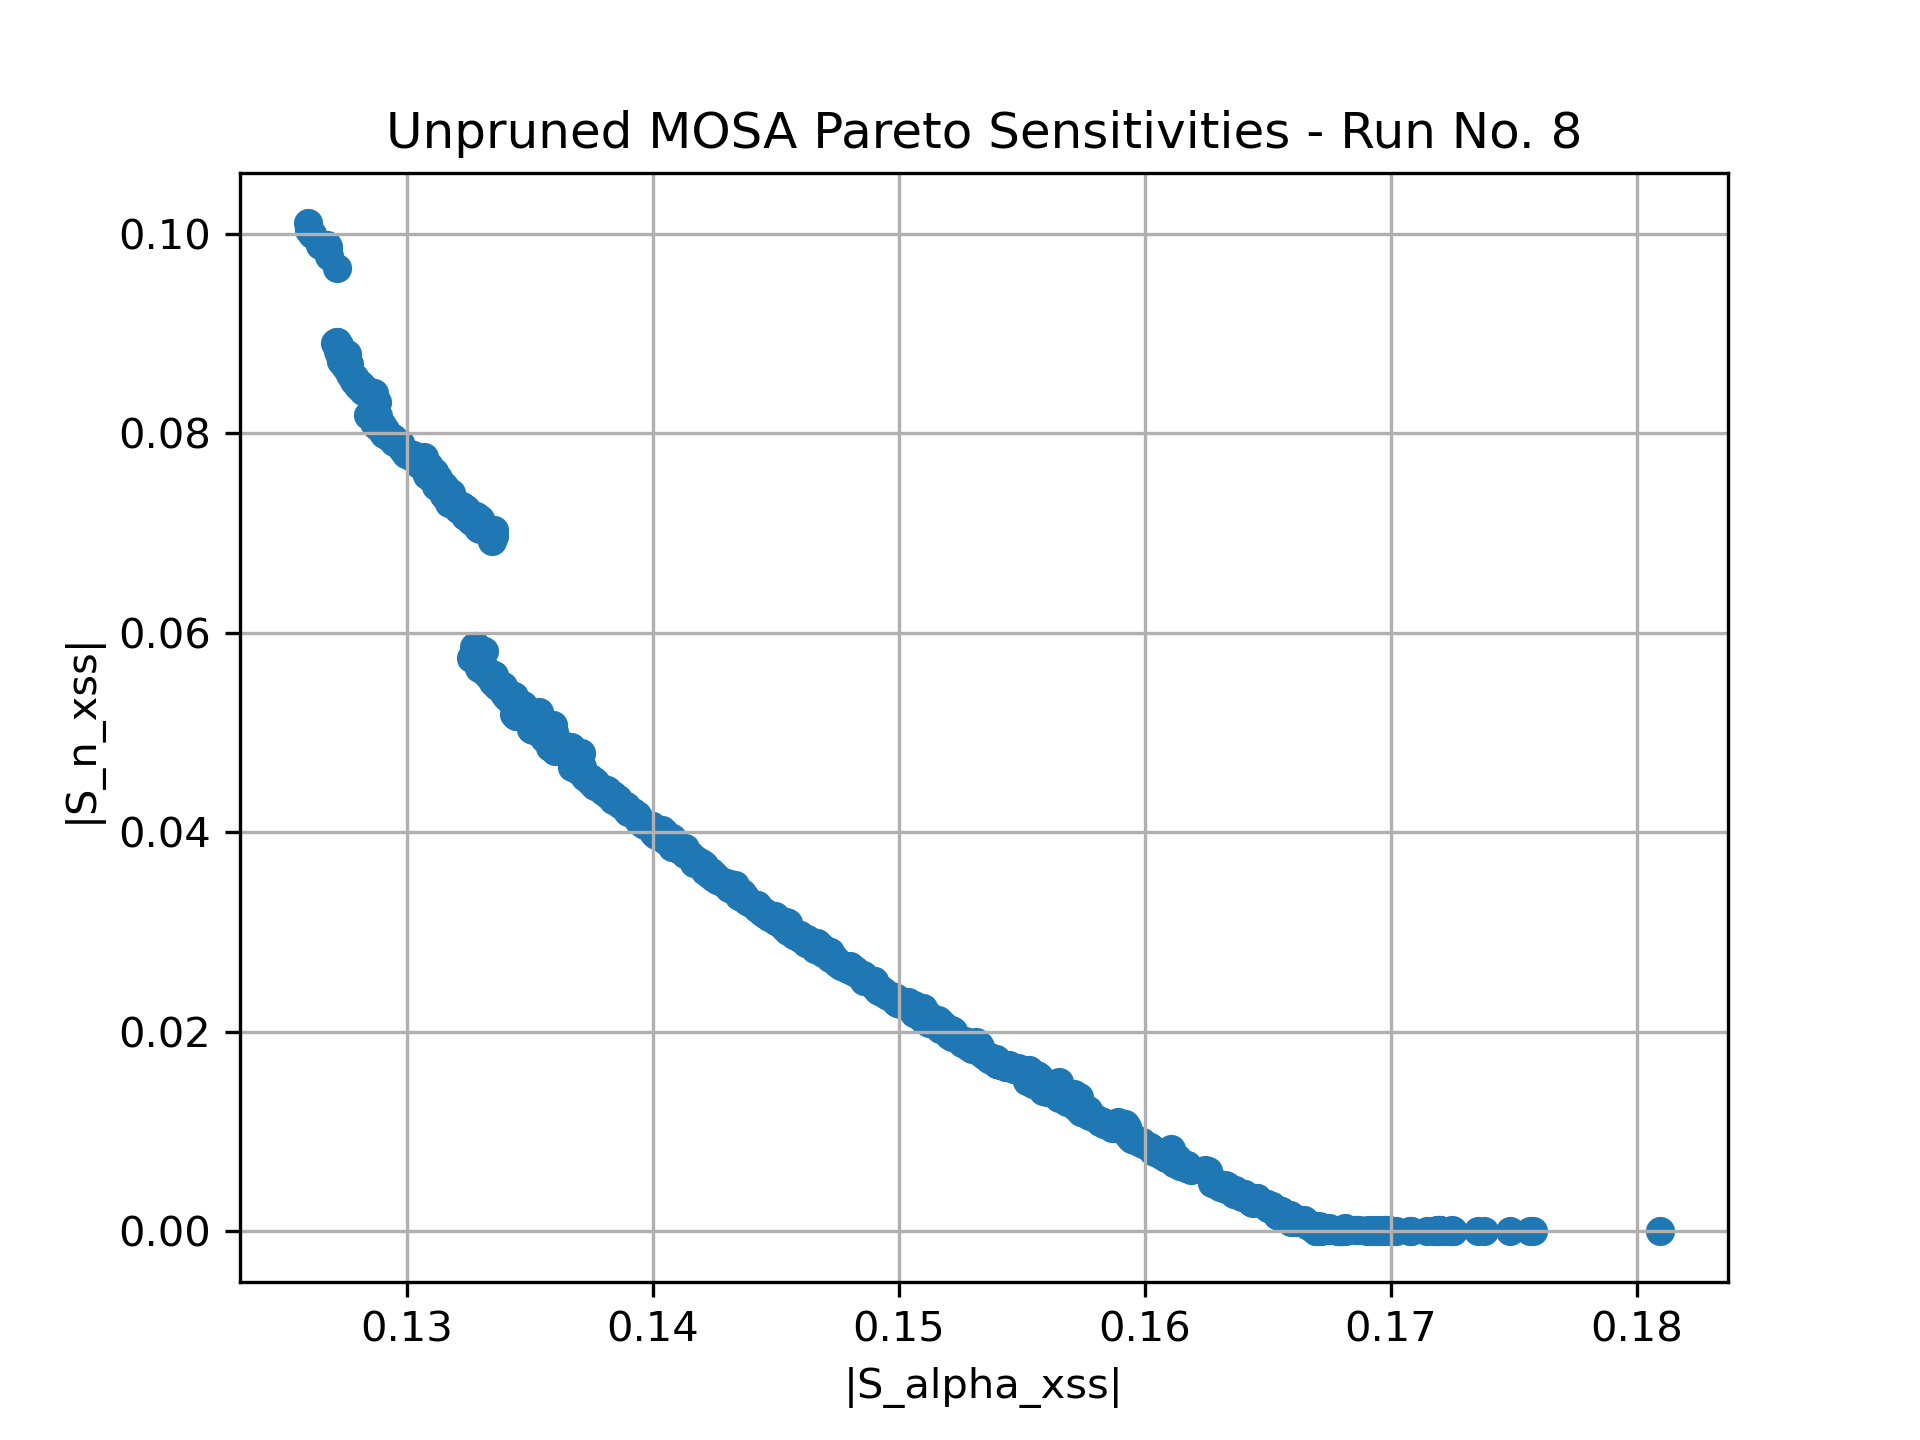 Unpruned MOSA Pareto Sensitivities - Run No. 8
|S_n_xss|
0.10
0.08
0.06
0.04
0.02
0.00
0.13 0.14 0.15 0.16 0.17 0.18
|S_alpha_xss|